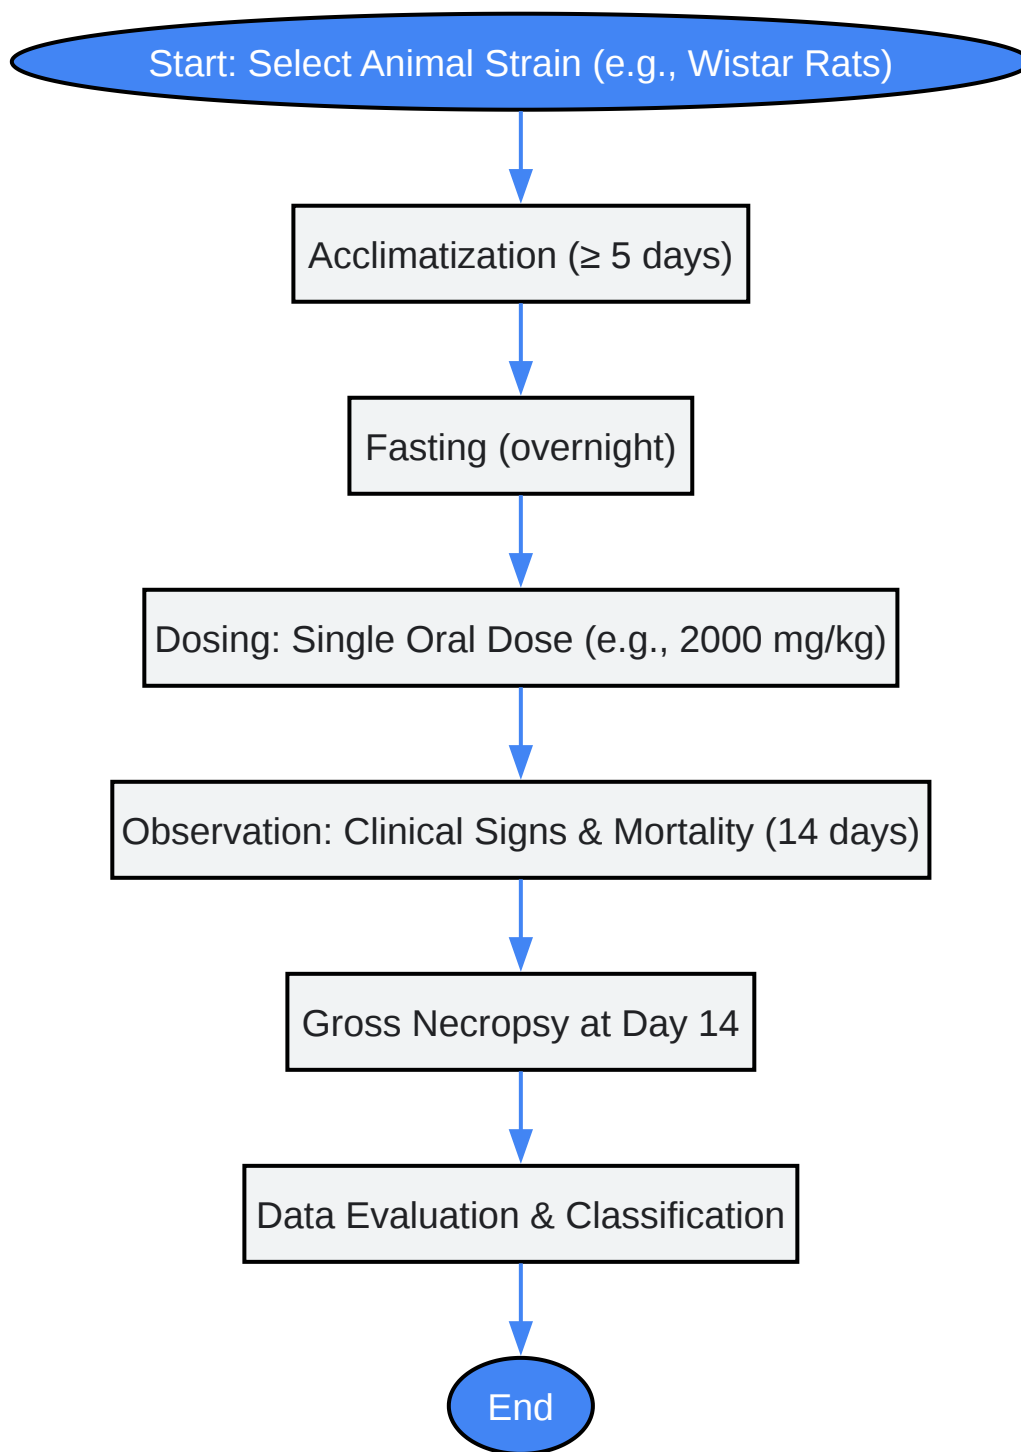 Start: Select Animal Strain (e.g., Wistar Rats)
Acclimatization (≥ 5 days)
Fasting (overnight)
Dosing: Single Oral Dose (e.g., 2000 mg/kg)
Observation: Clinical Signs & Mortality (14 days)
Gross Necropsy at Day 14
Data Evaluation & Classification
End